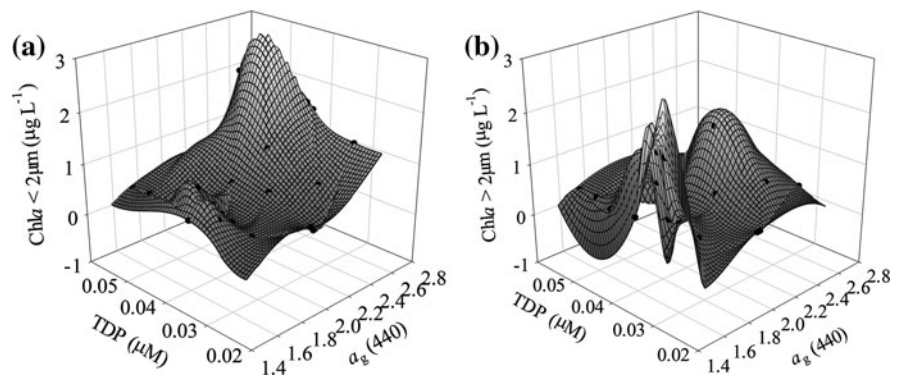 (a)
3
2
1
0
-1
Chla < 2μm (μg L⁻¹)
0.05
0.04
0.03
0.02
TDP (μM)
1.4 1.6 1.8 2.0 2.2 2.4 2.6 2.8
aₒ(440)
(b)
3
2
1
0
-1
Chla > 2μm (μg L⁻¹)
0.05
0.04
0.03
0.02
TDP (μM)
1.4 1.6 1.8 2.0 2.2 2.4 2.6 2.8
a_g (440)